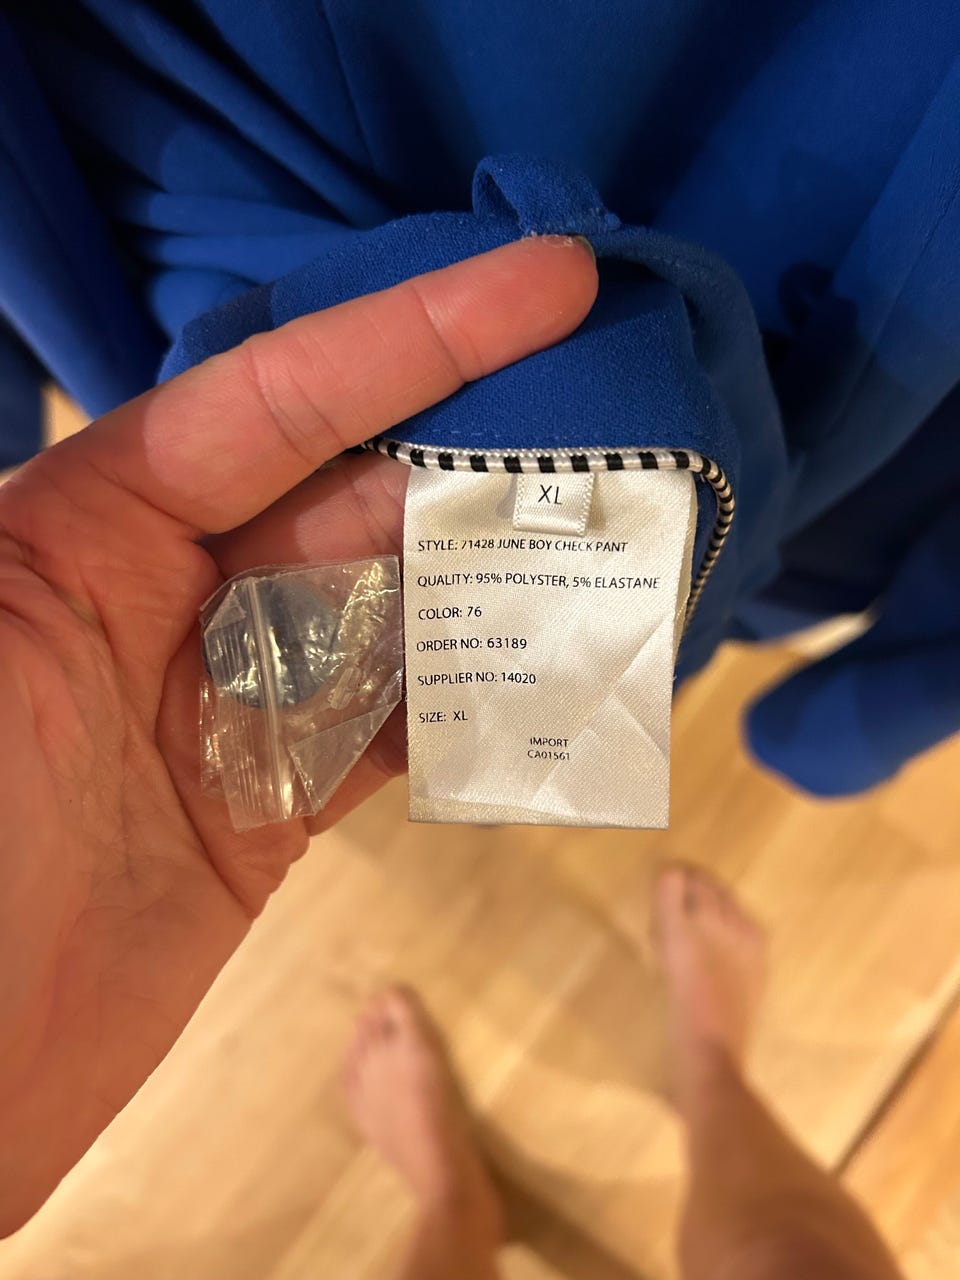 XL
STYLE: 71428 JUNE BOY CHECK PANT
QUALITY: 95% POLYSTER, 5% ELASTANE
COLOR: 76
ORDER NO: 63189
SUPPLIER NO: 14020
SIZE: XL
IMPORT
CA01561